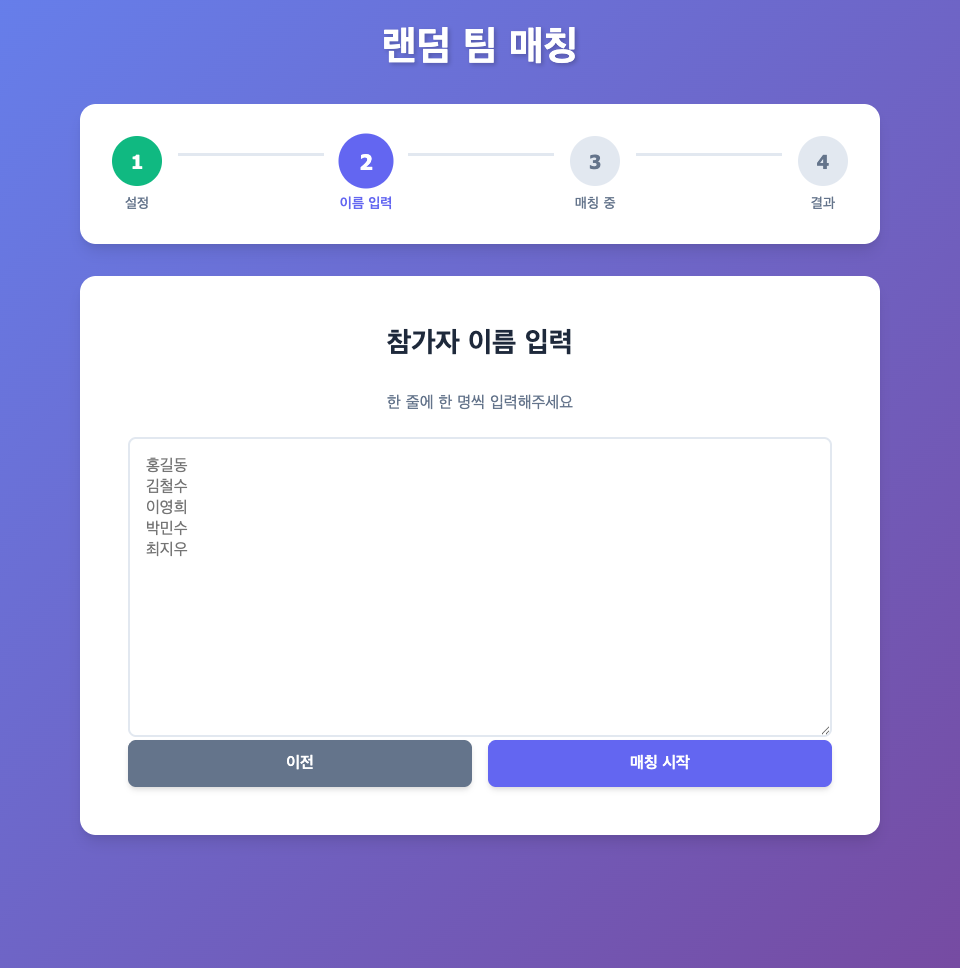 랜덤 팀 매칭
1
설정
2
이름 입력
3
매칭 중
4
결과
참가자 이름 입력
한 줄에 한 명씩 입력해주세요
홍길동
김철수
이영희
박민수
최지우
이전
매칭 시작